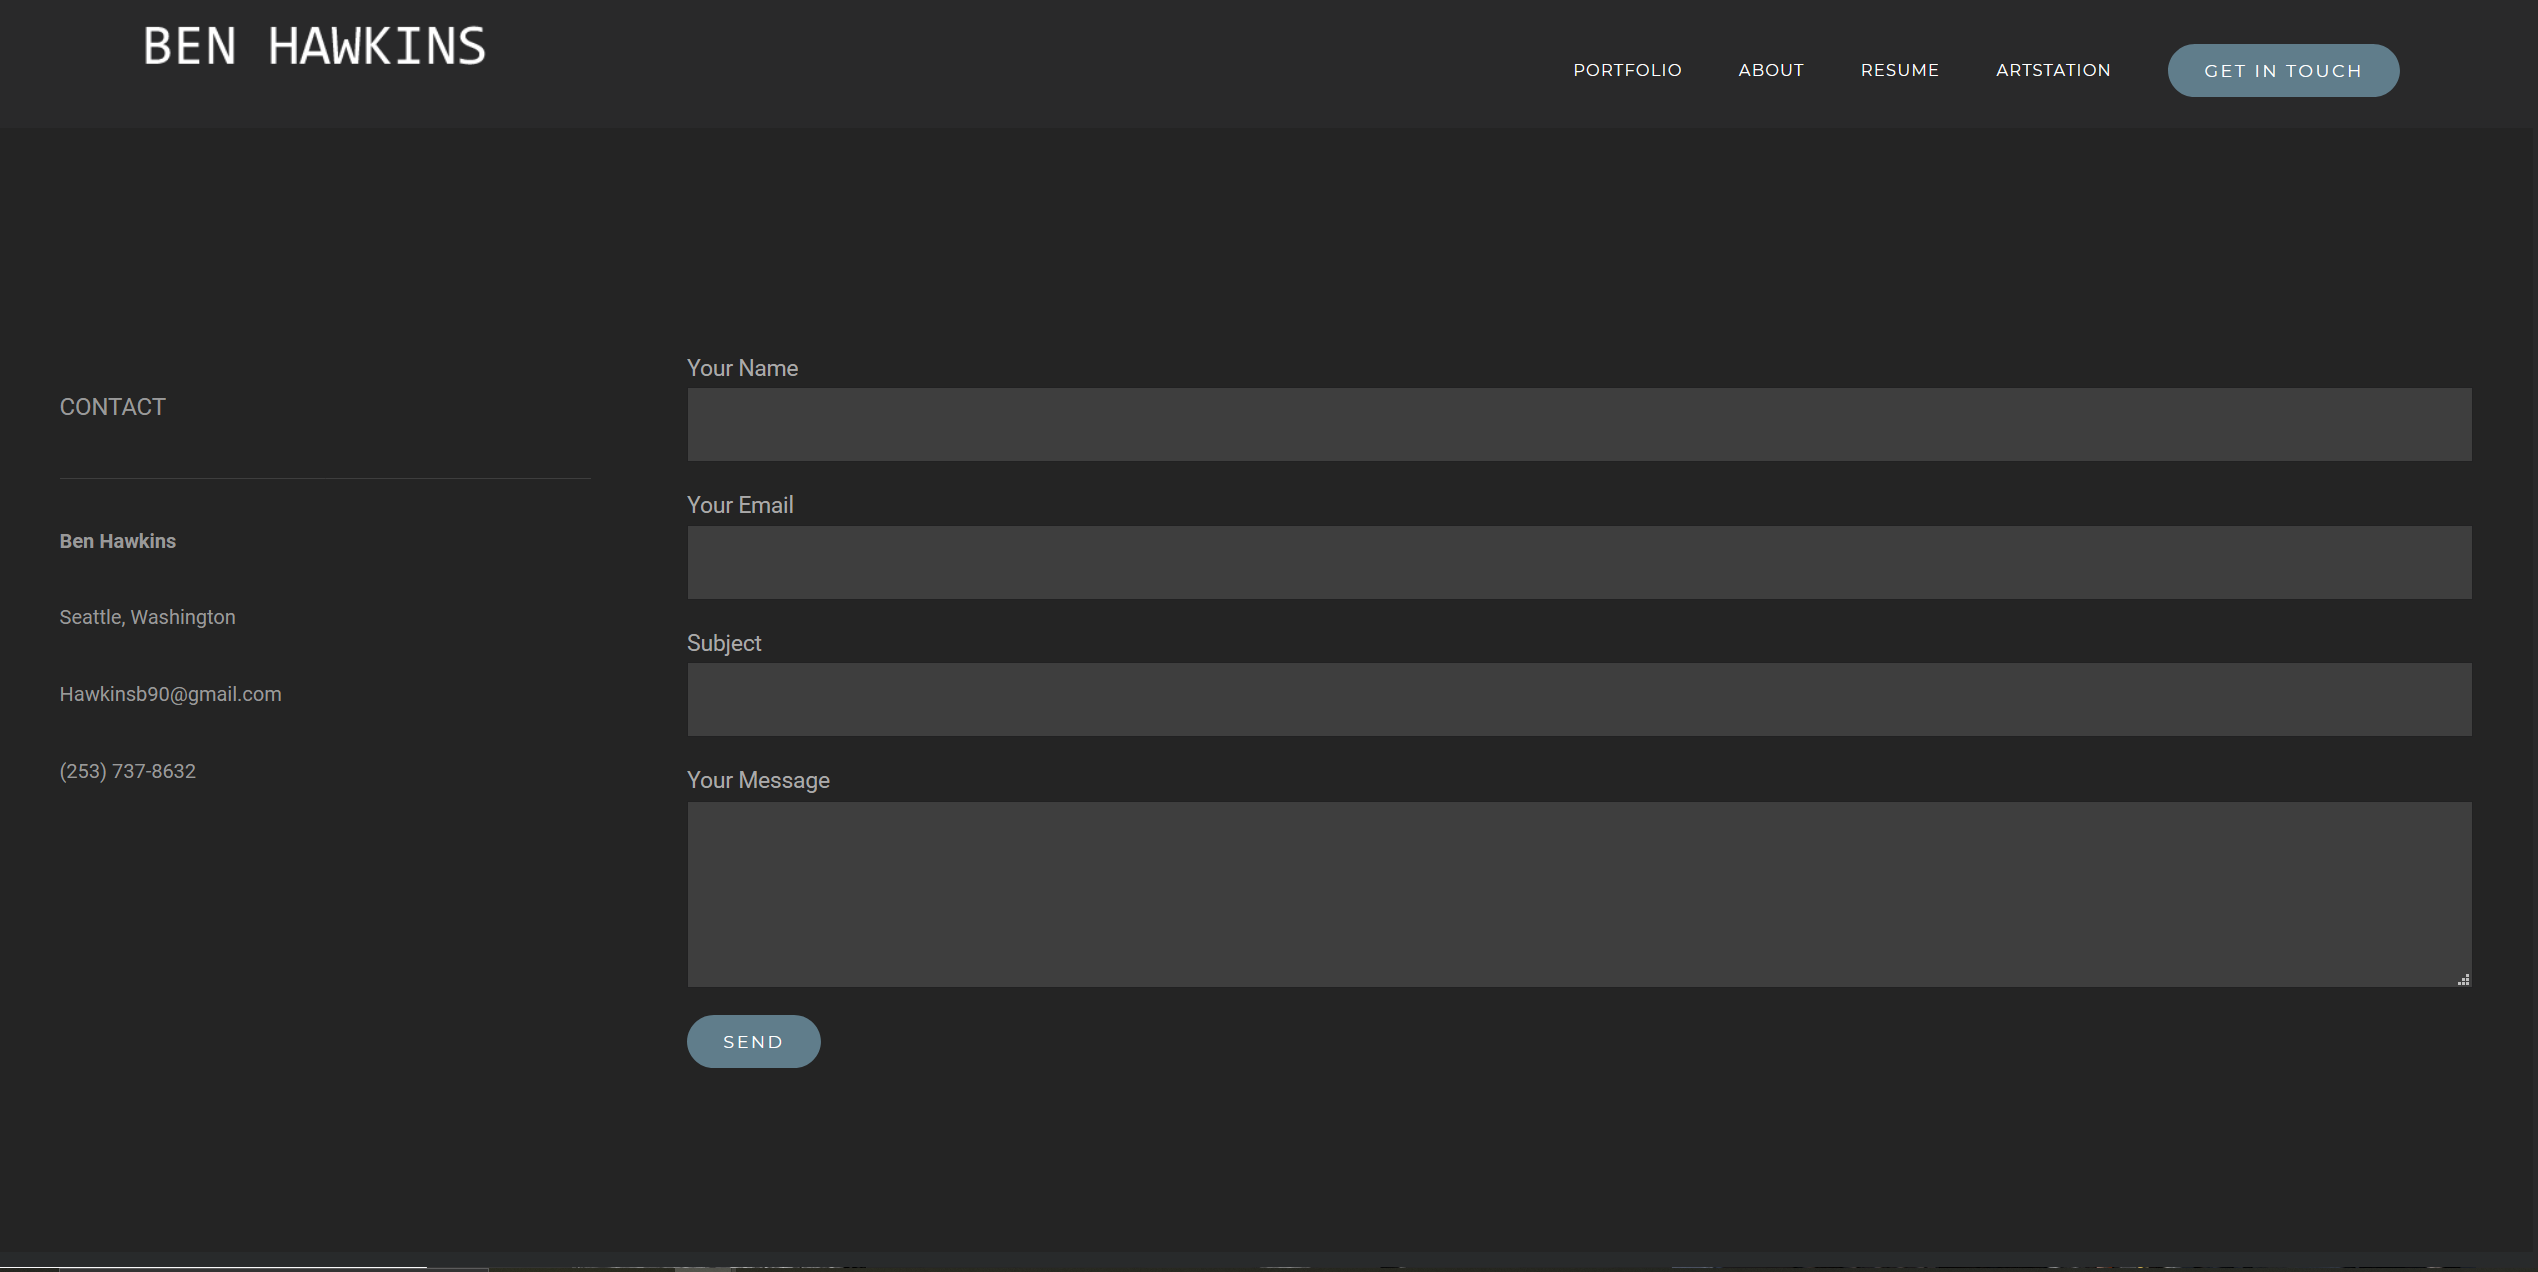 BEN HAWKINS
PORTFOLIO
ABOUT
RESUME
ARTSTATION
GET IN TOUCH
CONTACT
Ben Hawkins
Seattle, Washington
Hawkinsb90@gmail.com
(253) 737-8632
Your Name
Your Email
Subject
Your Message
SEND